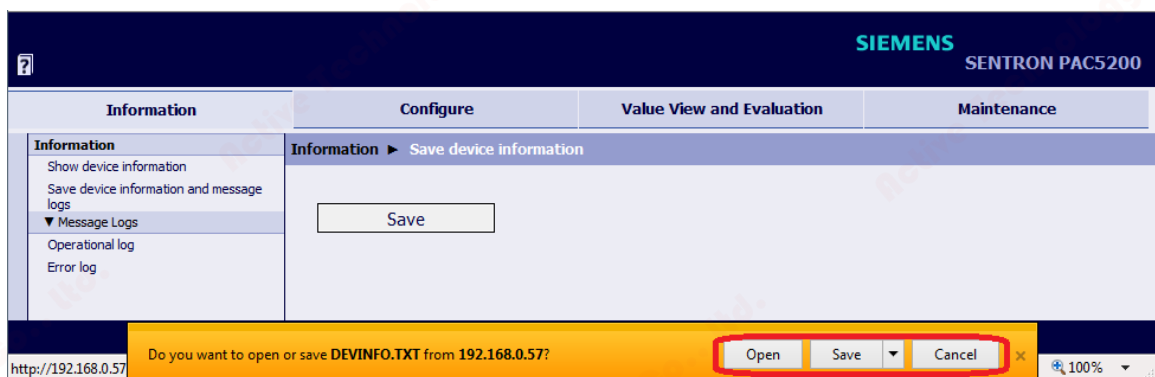 SIEMENS
SENTRON PAC5200
?
Information
Configure
Value View and Evaluation
Maintenance
Information
Information ► Save device information
Show device information
Save device information and message
logs
▼ Message Logs
Operational log
Error log
Save
Do you want to open or save DEVINFO.TXT from 192.168.0.57?
Open
Save
▼
Cancel
×
http://192.168.0.57
100% ▼